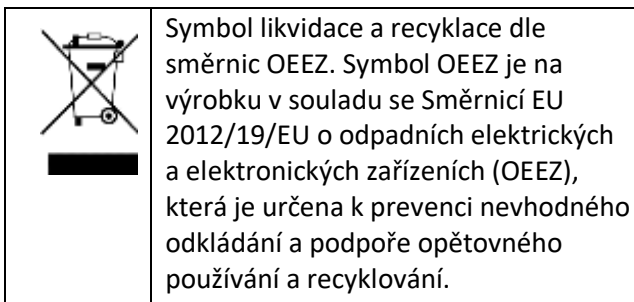 Symbol likvidace a recyklace dle
směrnic OEEZ. Symbol OEEZ je na
výrobku v souladu se Směrnicí EU
2012/19/EU o odpadních elektrických
a elektronických zařízeních (OEEZ),
která je určena k prevenci nevhodného
odkládání a podpoře opětovného
používání a recyklování.